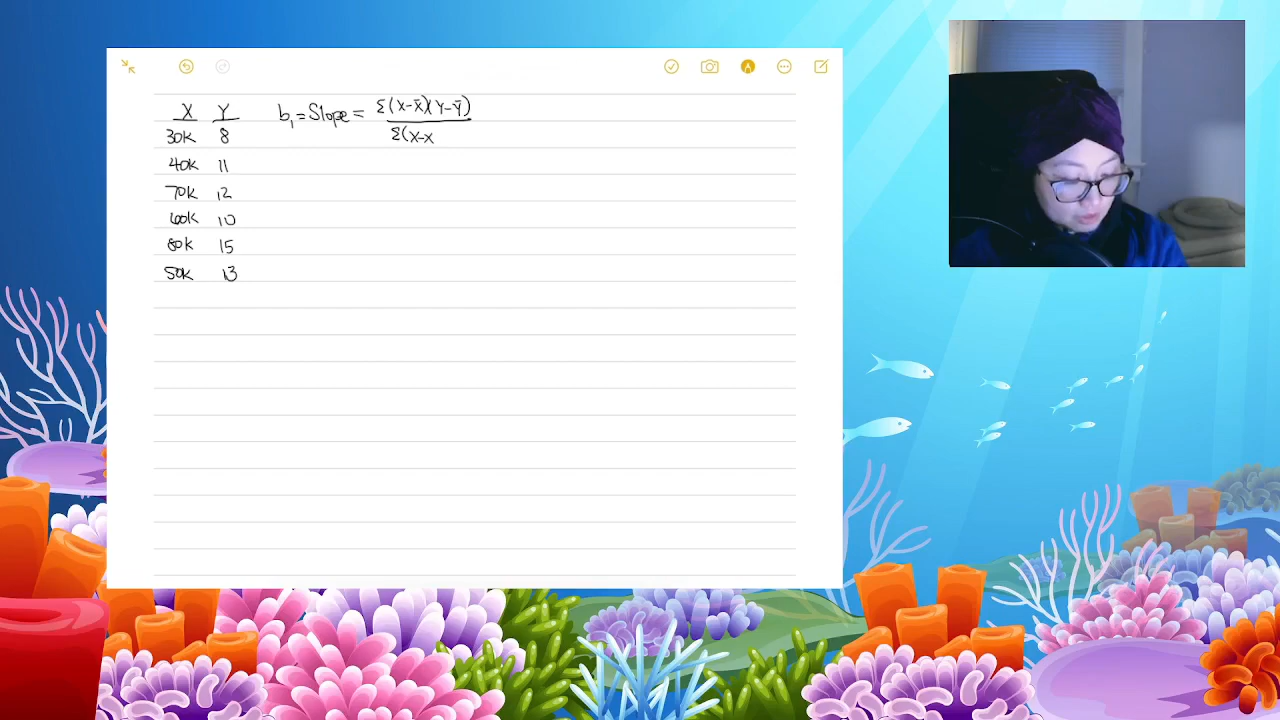 X Y b₁ = Slope = Σ(X-X̄)(Y-Ȳ)
30K 8 Σ(X-X
40K 11
70K 12
60K 10
80K 15
50K 13